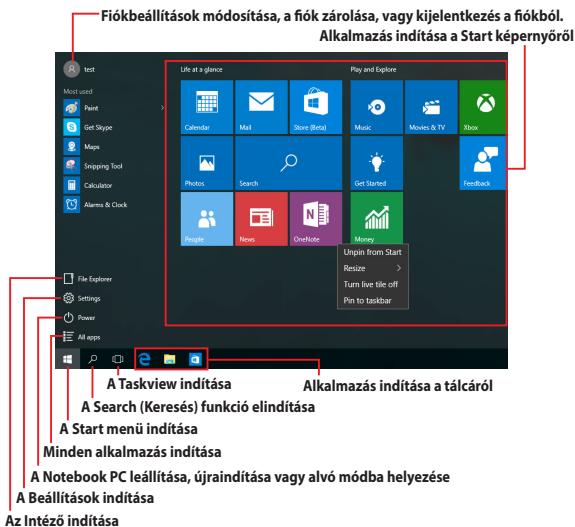 Fiókbeállítások módosítása, a fiók zárolása, vagy kijelentkezés a fiókból.
Alkalmazás indítása a Start képernyőről
test
Life at a glance
Play and Explore
Most used
Paint
Get Skype
Maps
Snipping Tool
Calculator
Alarms & Clock
Calendar
Mail
Store (Beta)
Music
Movies & TV
Xbox
Photos
Search
Get Started
Feedback
People
News
OneNote
Money
Unpin from Start
Resize
Turn live tile off
Pin to taskbar
File Explorer
Settings
Power
All apps
A Taskview indítása
Alkalmazás indítása a tálcáról
A Search (Keresés) funkció elindítása
A Start menü indítása
Minden alkalmazás indítása
A Notebook PC leállítása, újraindítása vagy alvó módba helyezése
A Beállítások indítása
Az Intéző indítása